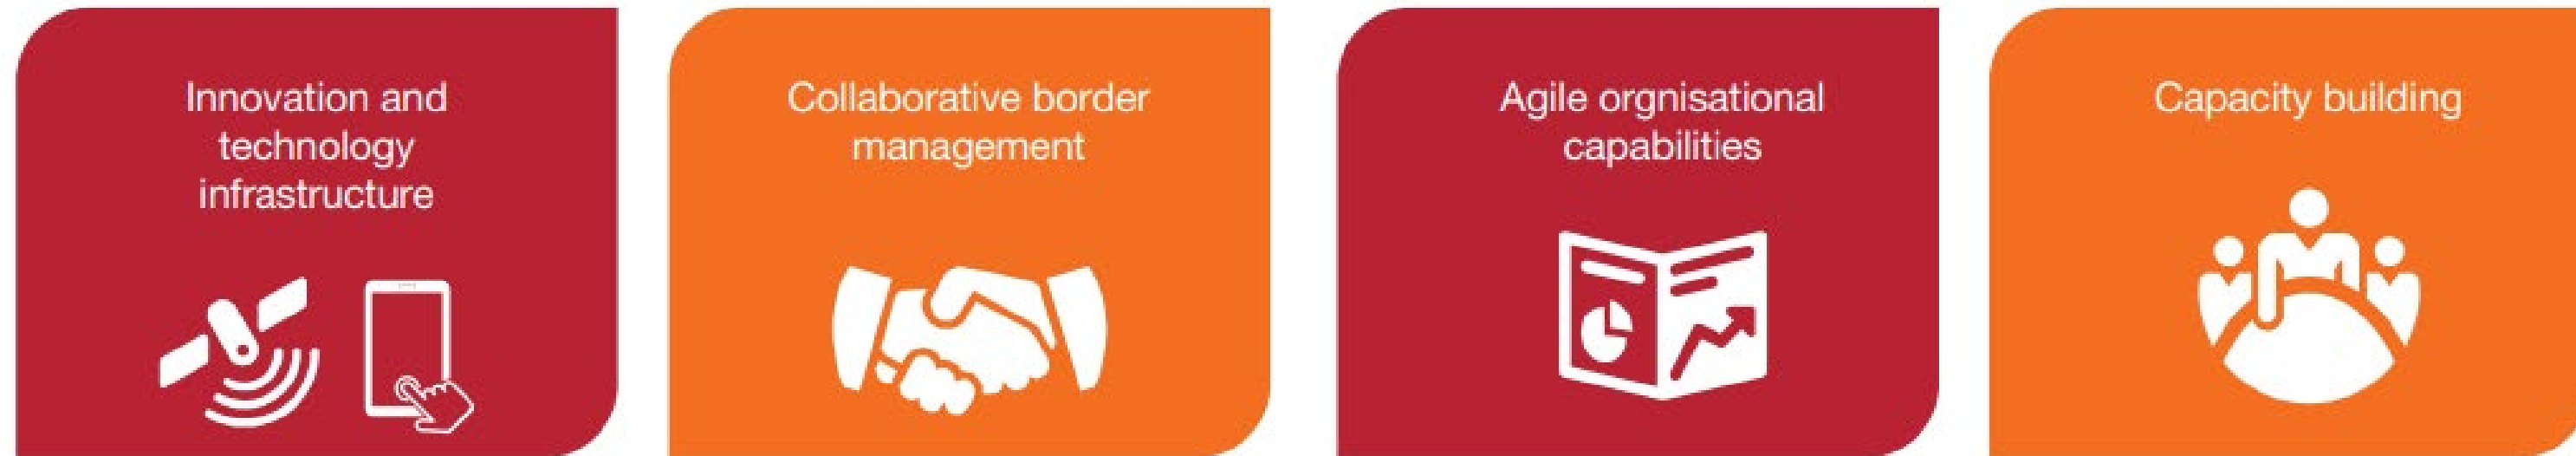 Innovation and
technology
infrastructure
Collaborative border
management
Agile orgnisational
capabilities
Capacity building